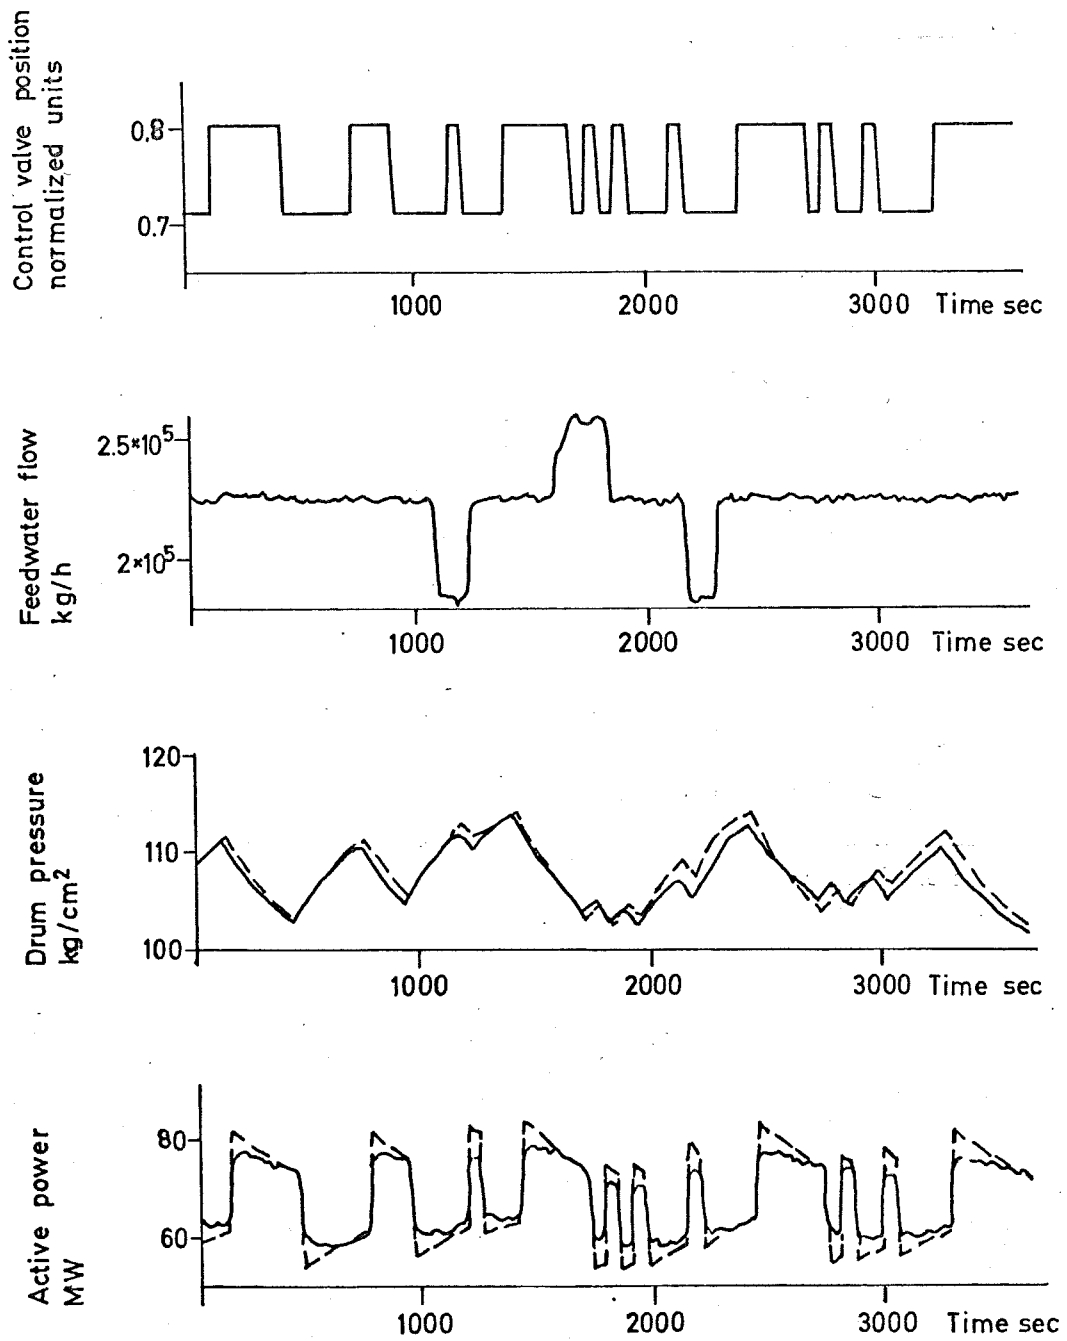 Control valve position
normalized units
0.8
0.7
1000 2000 3000 Time sec
Feedwater flow
kg/h
2.5×10⁵
2×10⁵
1000 2000 3000 Time sec
Drum pressure
kg/cm²
120
110
100
1000 2000 3000 Time sec
Active power
MW
80
60
1000 2000 3000 Time sec